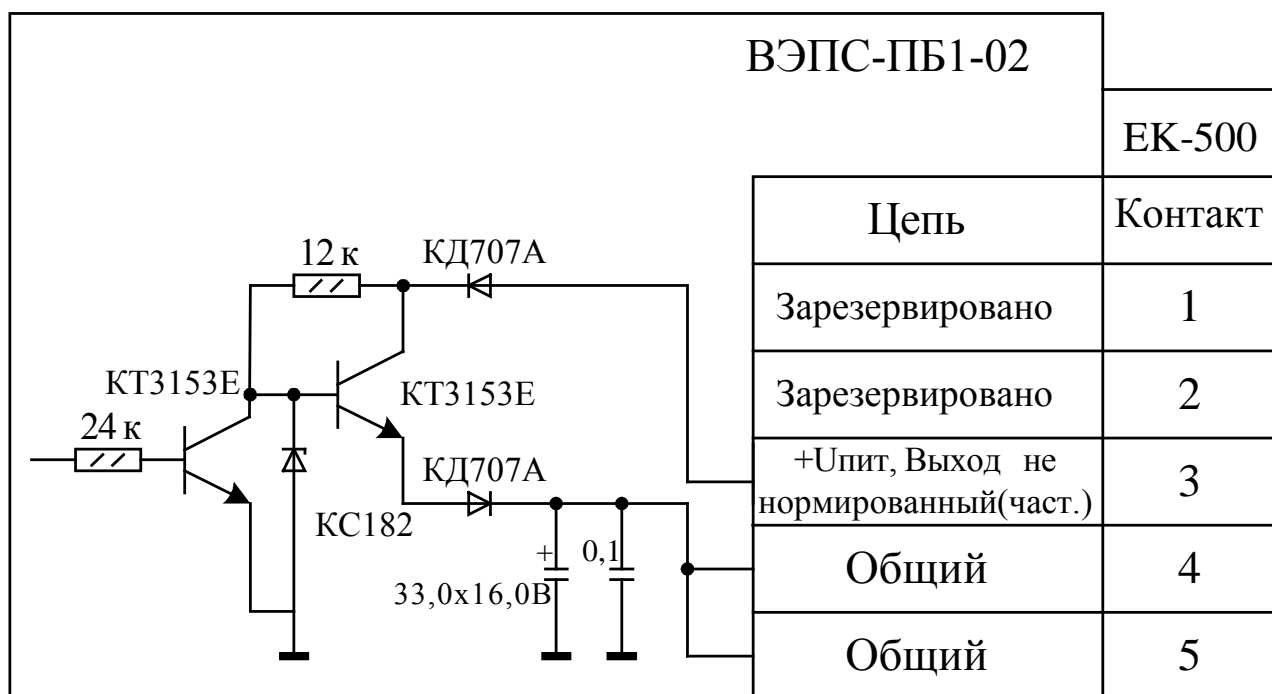 ВЭПС-ПБ1-02
ЕК-500
Цепь
Контакт
12 к
КД707А
Зарезервировано
1
КТ3153Е
КТ3153Е
Зарезервировано
2
24 к
КД707А
+Uпит, Выход не
нормированный(част.)
3
КС182
+
0,1
33,0х16,0В
Общий
4
Общий
5